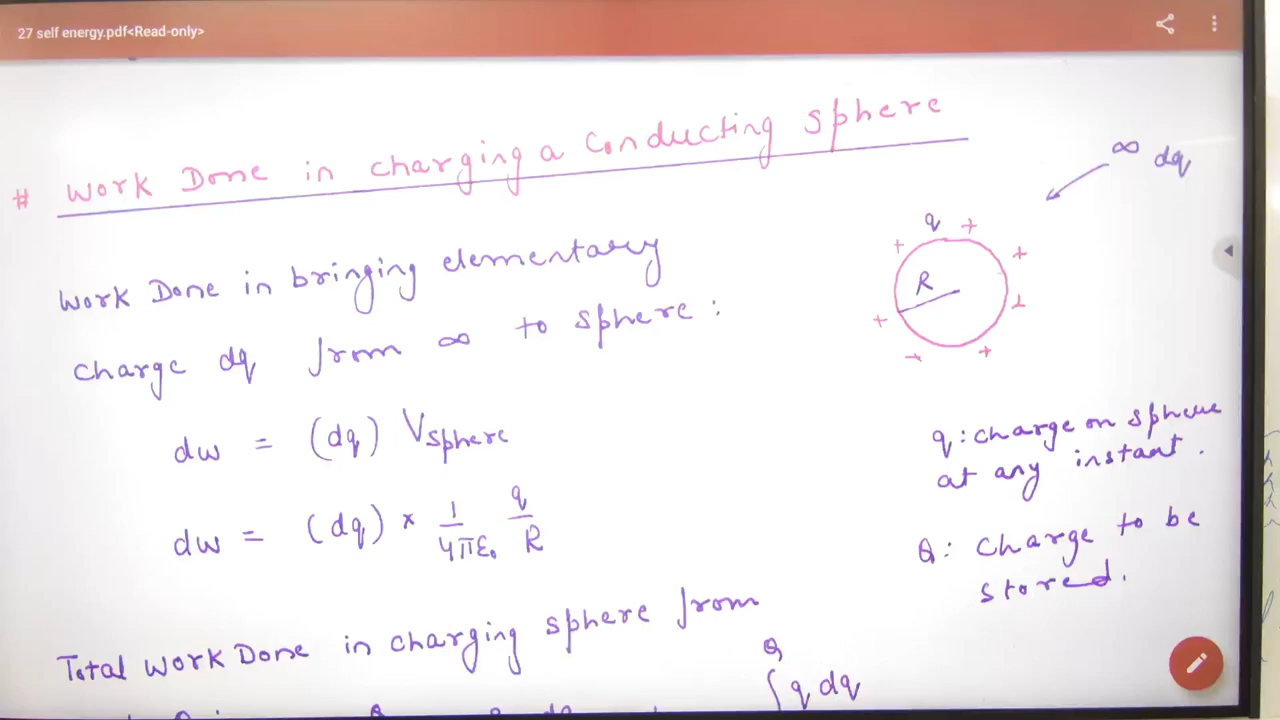 27 self energy.pdf<Read-only>
# Work Done in charging a Conducting sphere
∞ dq
q + +
+ R +
+ +
+ +
Work Done in bringing elementary
charge dq from ∞ to sphere :
dw = (dq) Vsphere
dw = (dq) × 1/4πε₀ q/R
q : charge on sphere
at any instant.
Q : Charge to be
stored.
Total Work Done in charging sphere from
Q
∫ q dq